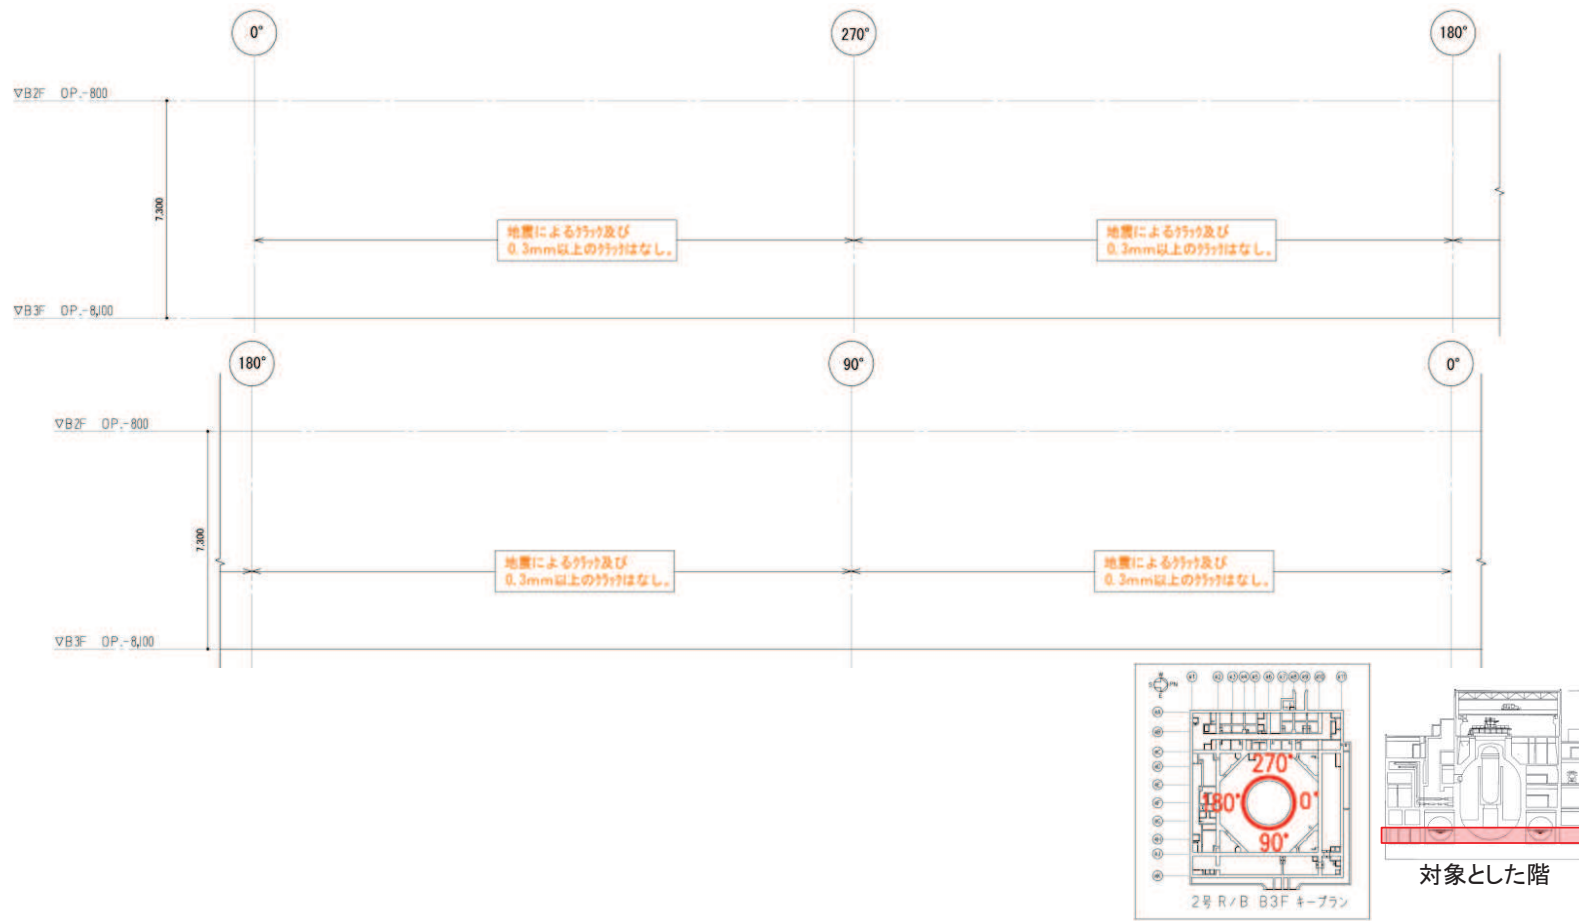 0° 270° 180°
▽B2F OP.-800
7,300
地震によるクラック及び
0.3mm以上のクラックはなし。
地震によるクラック及び
0.3mm以上のクラックはなし。
▽B3F OP.-8,100
180° 90° 0°
▽B2F OP.-800
7,300
地震によるクラック及び
0.3mm以上のクラックはなし。
地震によるクラック及び
0.3mm以上のクラックはなし。
▽B3F OP.-8,100
270°
180° 0°
90°
2号 R/B B3F キープラン
対象とした階